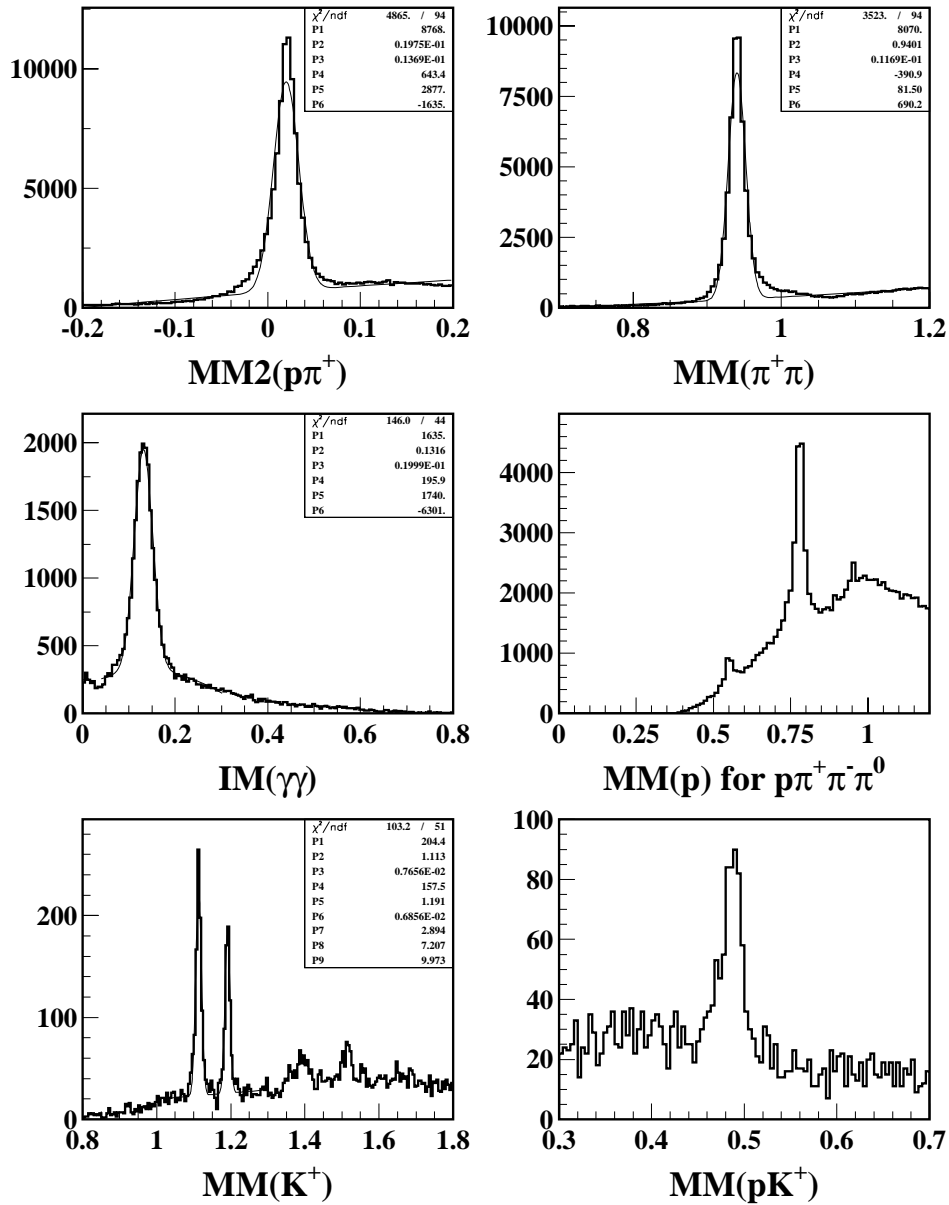 χ²/ndf 4865. / 94
P1 8768.
P2 0.1975E-01
P3 0.1369E-01
P4 643.4
P5 2877.
P6 -1635.
10000
5000
0
-0.2 -0.1 0 0.1 0.2
MM2(pπ⁺)
χ²/ndf 3523. / 94
P1 8070.
P2 0.9401
P3 0.1169E-01
P4 -390.9
P5 81.50
P6 690.2
10000
7500
5000
2500
0
0.8 1 1.2
MM(π⁺π)
χ²/ndf 146.0 / 44
P1 1635.
P2 0.1316
P3 0.1999E-01
P4 195.9
P5 1740.
P6 -6301.
2000
1500
1000
500
0
0 0.2 0.4 0.6 0.8
IM(γγ)
4000
3000
2000
1000
0
0 0.25 0.5 0.75 1
MM(p) for pπ⁺π⁻π⁰
χ²/ndf 103.2 / 51
P1 204.4
P2 1.113
P3 0.7656E-02
P4 157.5
P5 1.191
P6 0.6856E-02
P7 2.894
P8 7.207
P9 9.973
200
100
0
0.8 1 1.2 1.4 1.6 1.8
MM(K⁺)
100
80
60
40
20
0
0.3 0.4 0.5 0.6 0.7
MM(pK⁺)